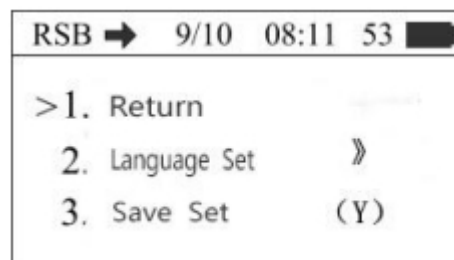 RSB ➡ 9/10 08:11 53
>1. Return
2. Language Set 》
3. Save Set (Y)